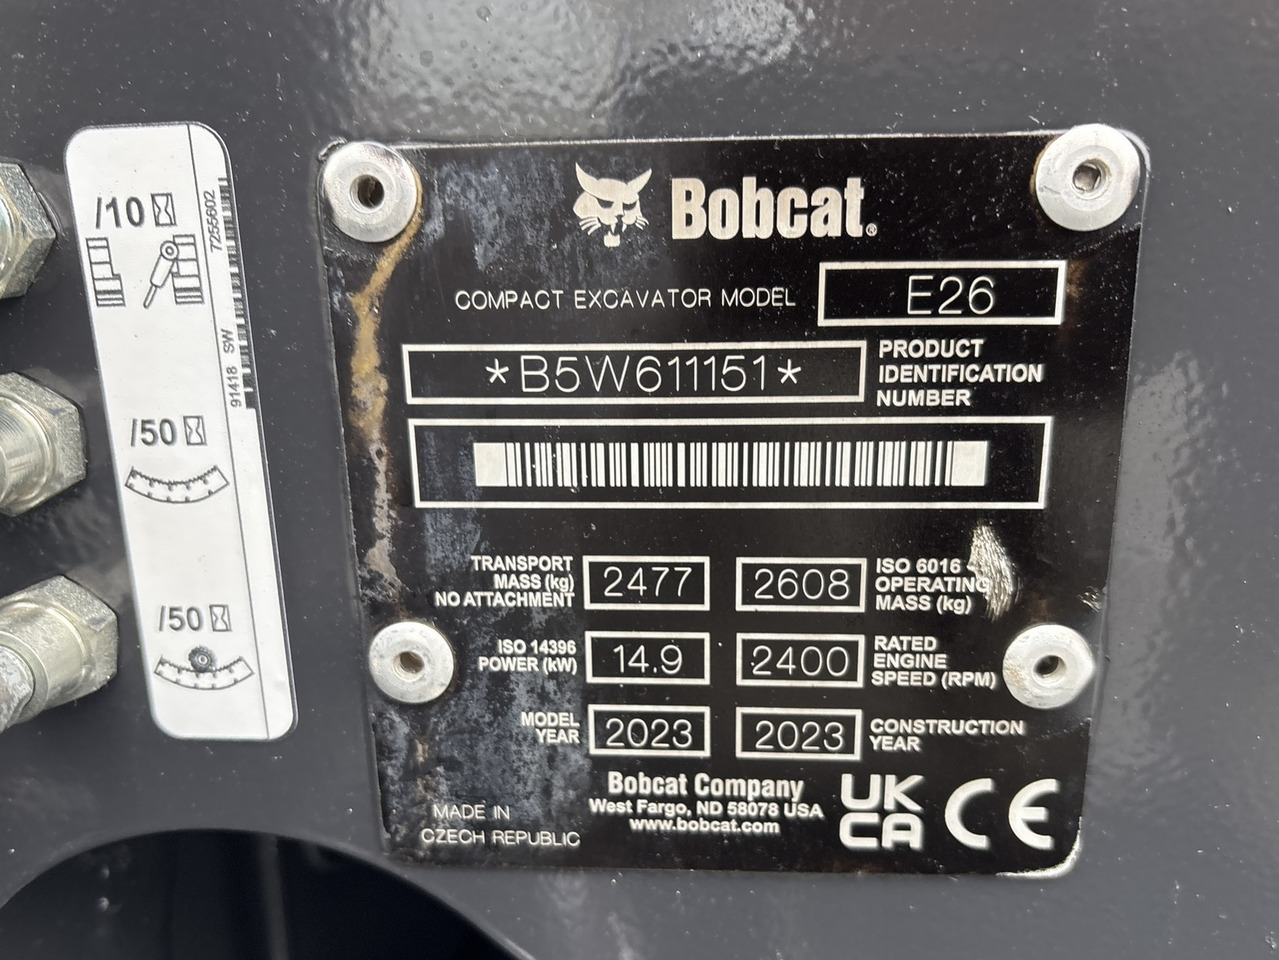 /10
7255602
91418 SW
/50
/50
Bobcat®
COMPACT EXCAVATOR MODEL E26
*B5W611151* PRODUCT IDENTIFICATION NUMBER
TRANSPORT MASS (kg) NO ATTACHMENT 2477
2608 ISO 6016 OPERATING MASS (kg)
ISO 14396 POWER (kW) 14.9
2400 RATED ENGINE SPEED (RPM)
MODEL YEAR 2023
2023 CONSTRUCTION YEAR
MADE IN
CZECH REPUBLIC
Bobcat Company
West Fargo, ND 58078 USA
www.bobcat.com
UK
CA
CE